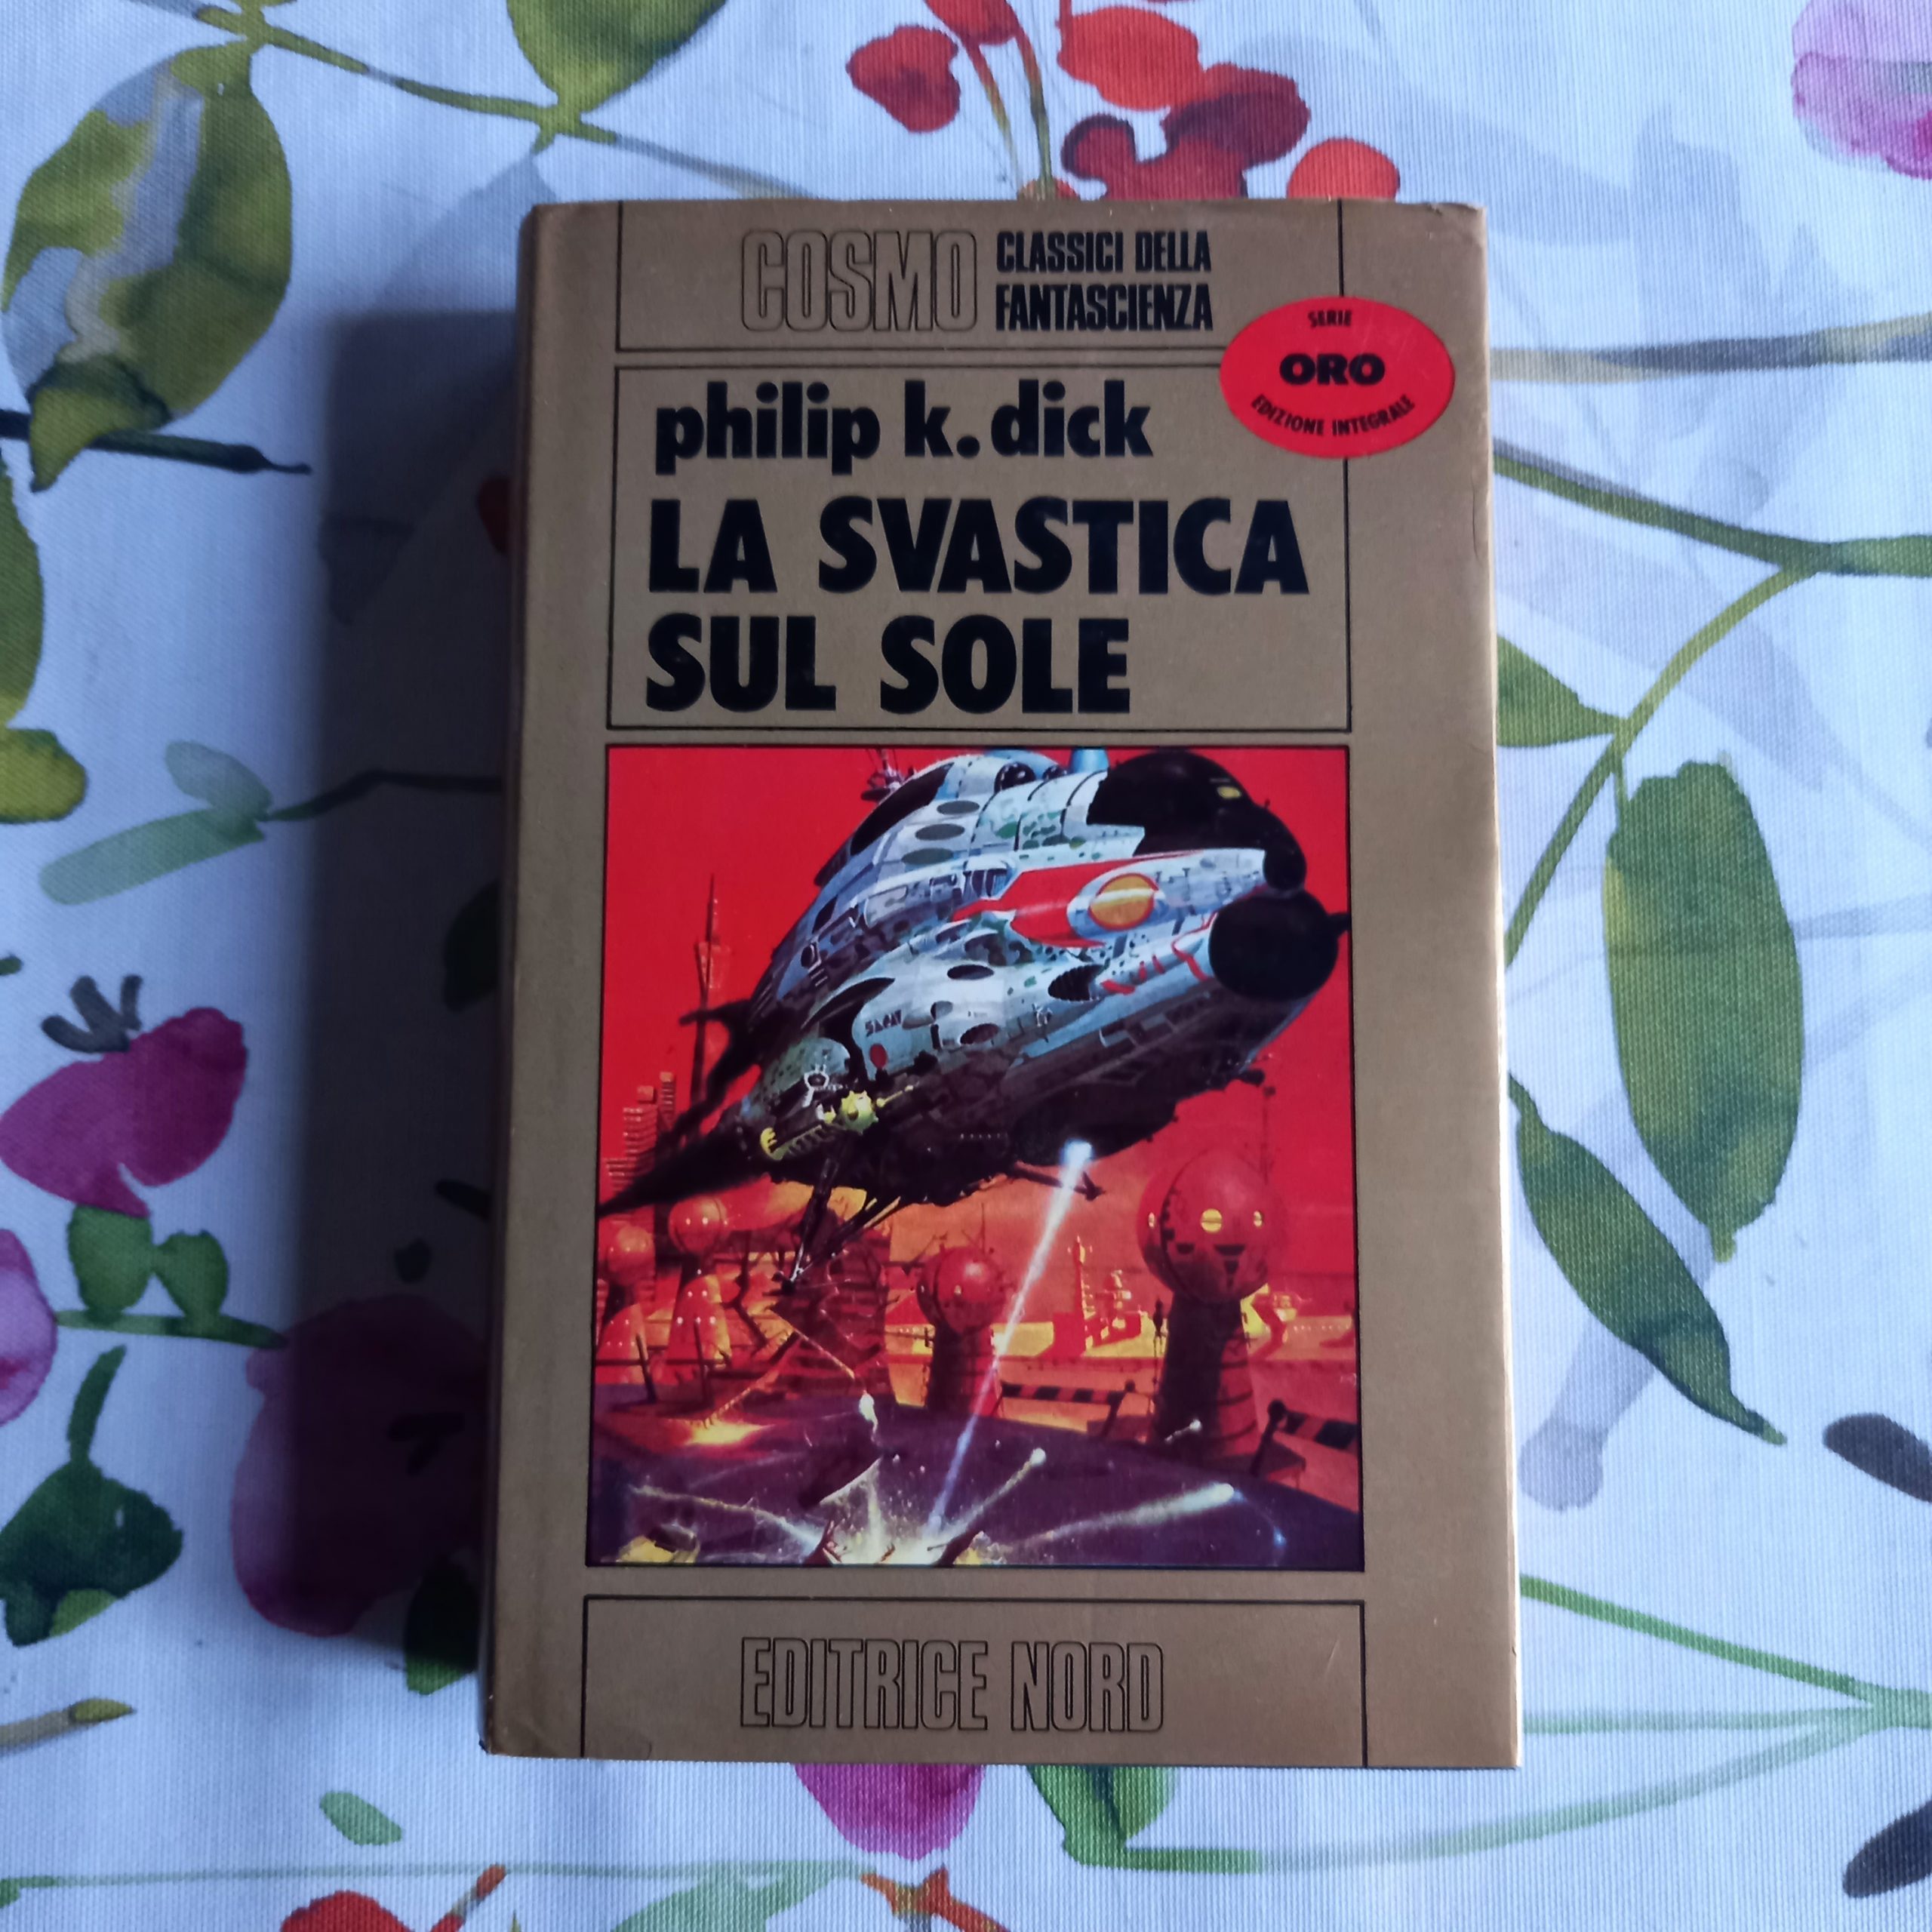 COSMO
CLASSICI DELLA
FANTASCIENZA
SERIE
ORO
EDIZIONE INTEGRALE
philip k. dick
LA SVASTICA
SUL SOLE
EDITRICE NORD